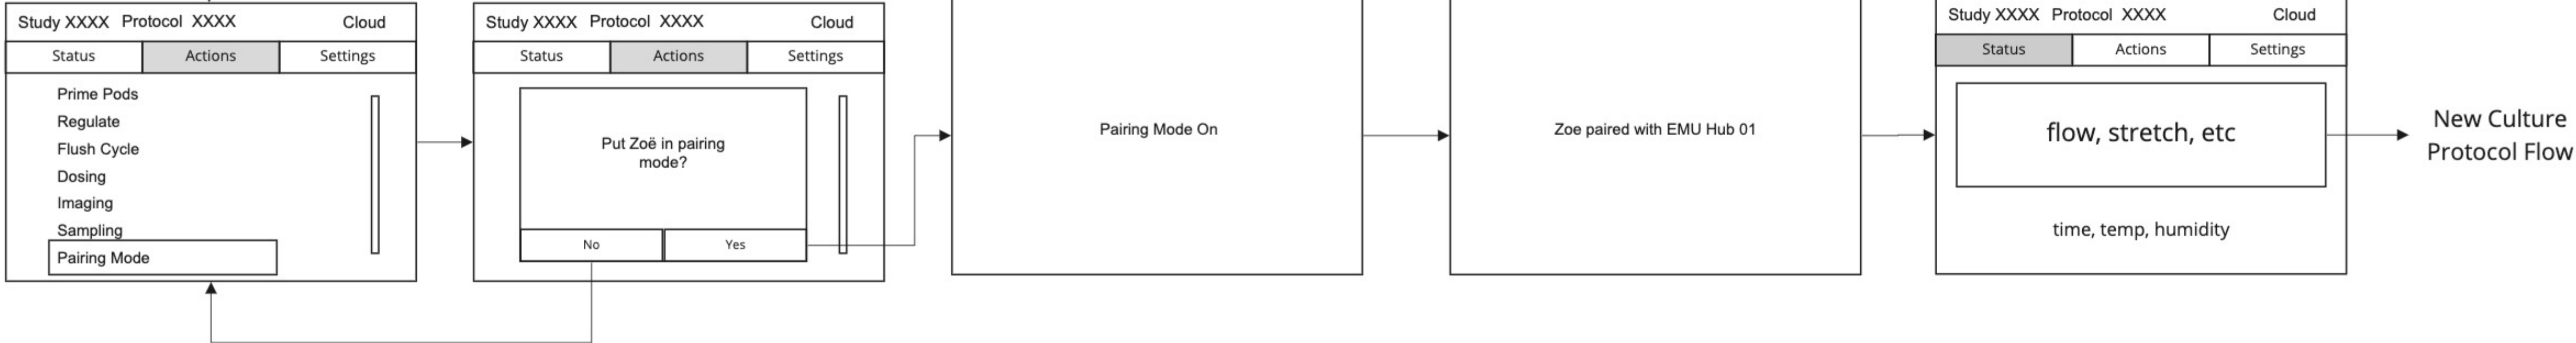 Study XXXX Protocol XXXX Cloud
Status Actions Settings
Prime Pods
Regulate
Flush Cycle
Dosing
Imaging
Sampling
Pairing Mode
Study XXXX Protocol XXXX Cloud
Status Actions Settings
Put Zoë in pairing
mode?
No Yes
Pairing Mode On
Zoe paired with EMU Hub 01
Study XXXX Protocol XXXX Cloud
Status Actions Settings
flow, stretch, etc
time, temp, humidity
New Culture
Protocol Flow